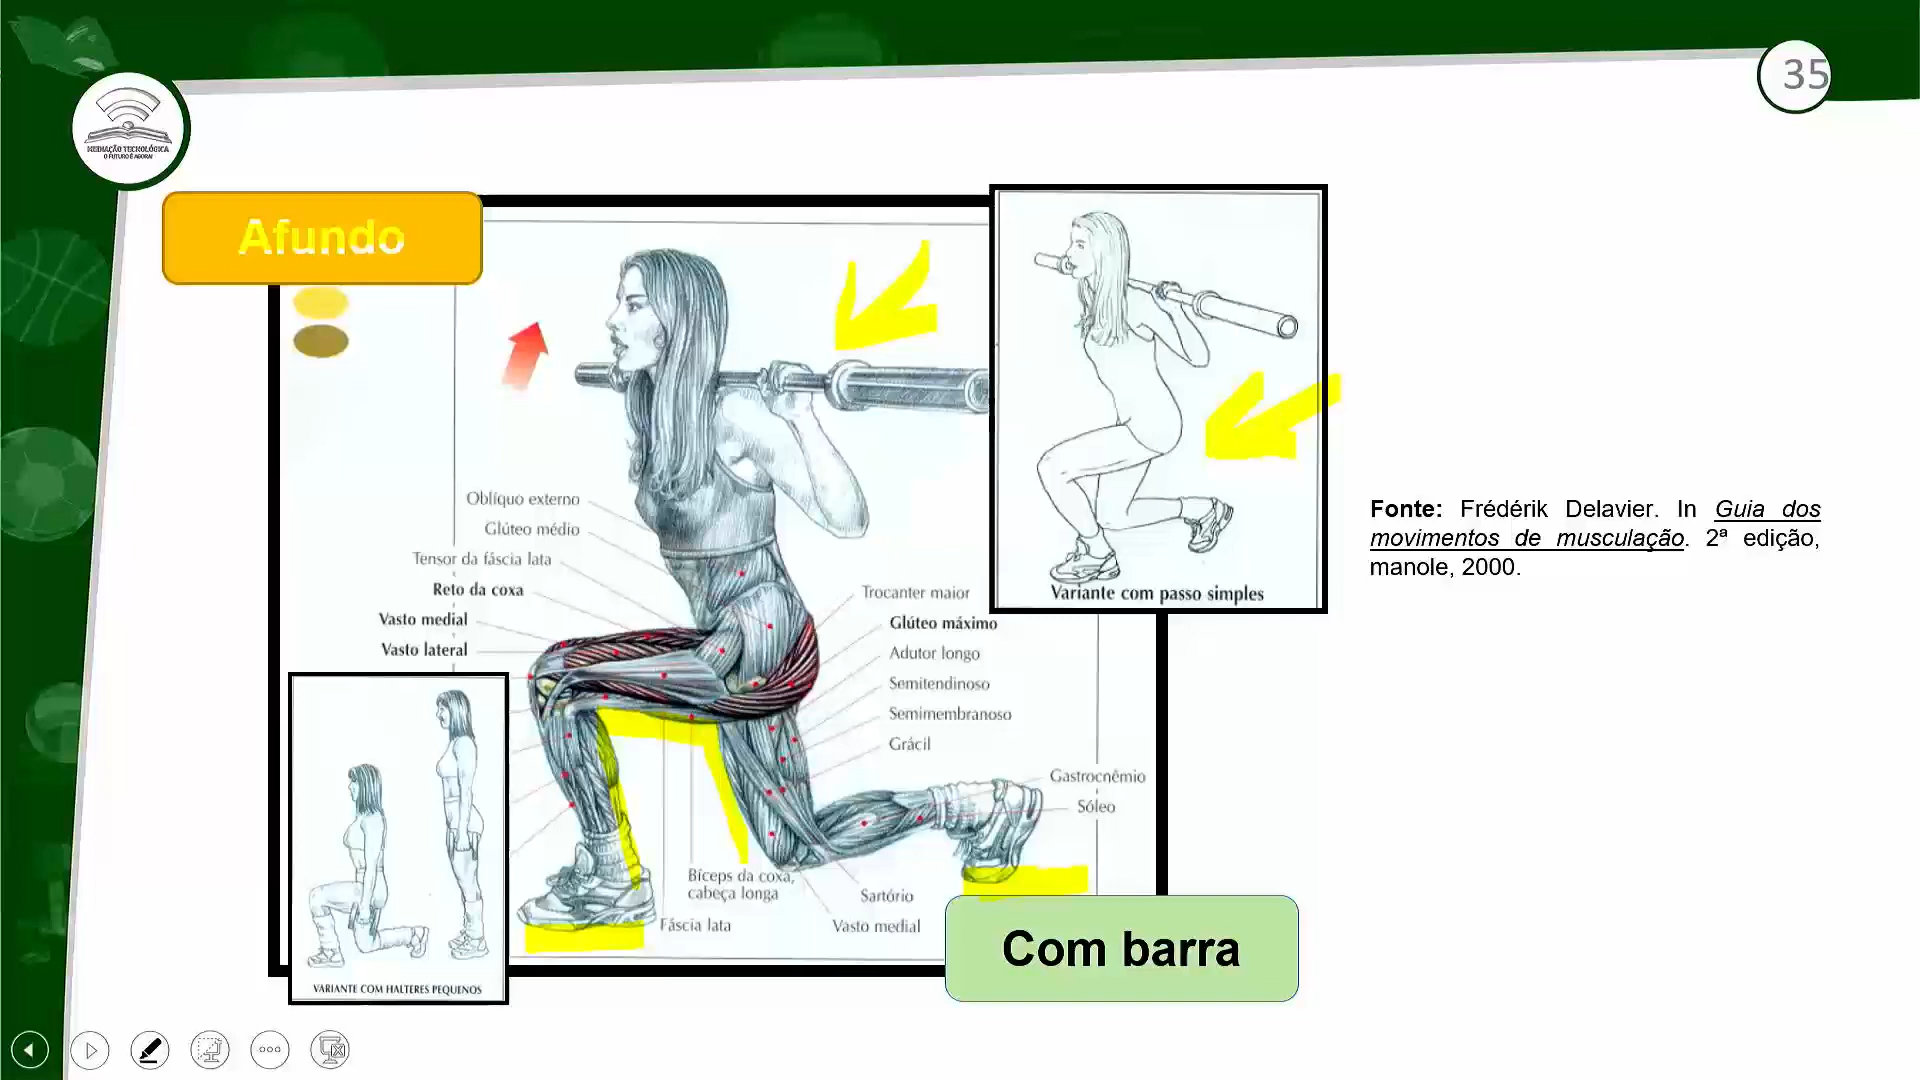 35
MEDIAÇÃO TECNOLÓGICA
O FUTURO É AGORA!
Afundo
Oblíquo externo
Glúteo médio
Tensor da fáscia lata
Reto da coxa
Vasto medial
Vasto lateral
Trocanter maior
Glúteo máximo
Adutor longo
Semitendinoso
Semimembranoso
Grácil
Gastrocnêmio
Sóleo
Bíceps da coxa,
cabeça longa
Sartório
Fáscia lata
Vasto medial
Variante com passo simples
VARIANTE COM HALTERES PEQUENOS
Com barra
Fonte: Frédérik Delavier. In Guia dos
movimentos de musculação. 2ª edição,
manole, 2000.